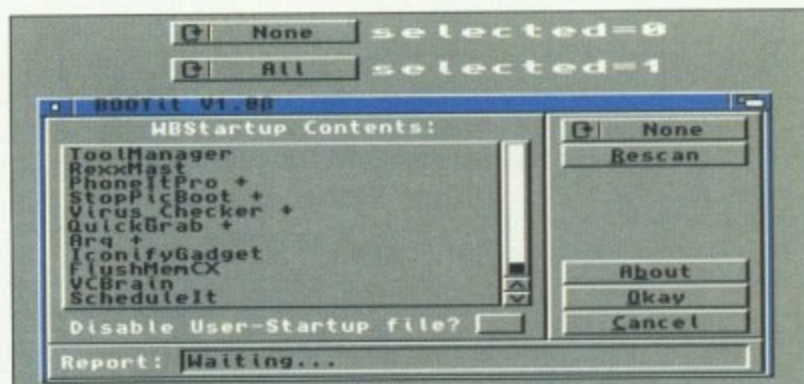 None selected=0
All selected=1
BOOTit V1.0β
WBStartup Contents:
None
ToolManager
RexxMast
Rescan
PhoneItPro +
StopPicBoot +
Virus_Checker +
QuickGrab +
Arq +
IconifyGadget
FlushMemCX
About
VCBrain
ScheduleIt
Okay
Disable User-Startup file?
Cancel
Report: Waiting...